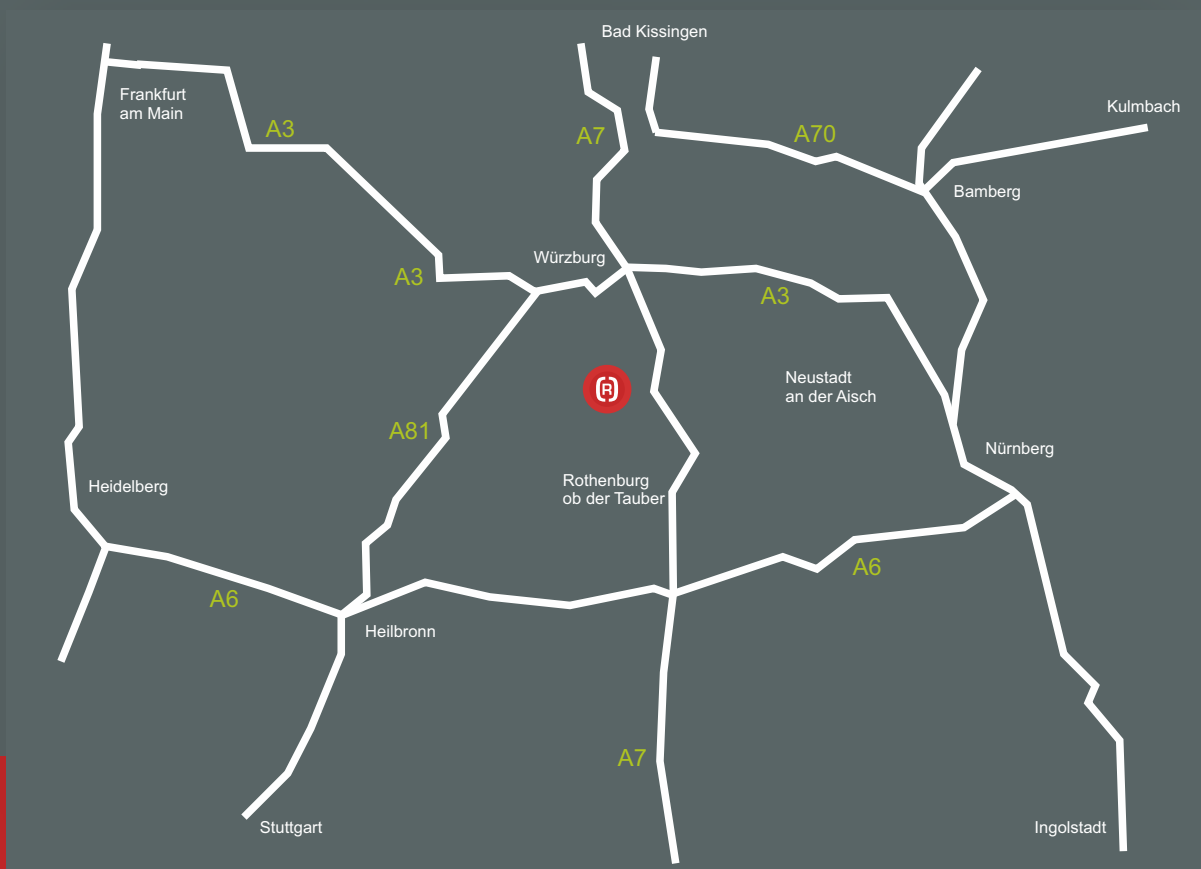 Bad Kissingen
Frankfurt
am Main
Kulmbach
A3
A7
A70
Bamberg
Würzburg
A3
A3
Neustadt
an der Aisch
R
A81
Nürnberg
Heidelberg
Rothenburg
ob der Tauber
A6
A6
Heilbronn
A7
Stuttgart
Ingolstadt